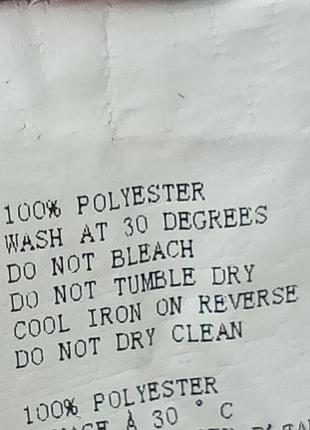 100% POLYESTER
WASH AT 30 DEGREES
DO NOT BLEACH
DO NOT TUMBLE DRY
COOL IRON ON REVERSE
DO NOT DRY CLEAN
100% POLYESTER
A 30 ° C